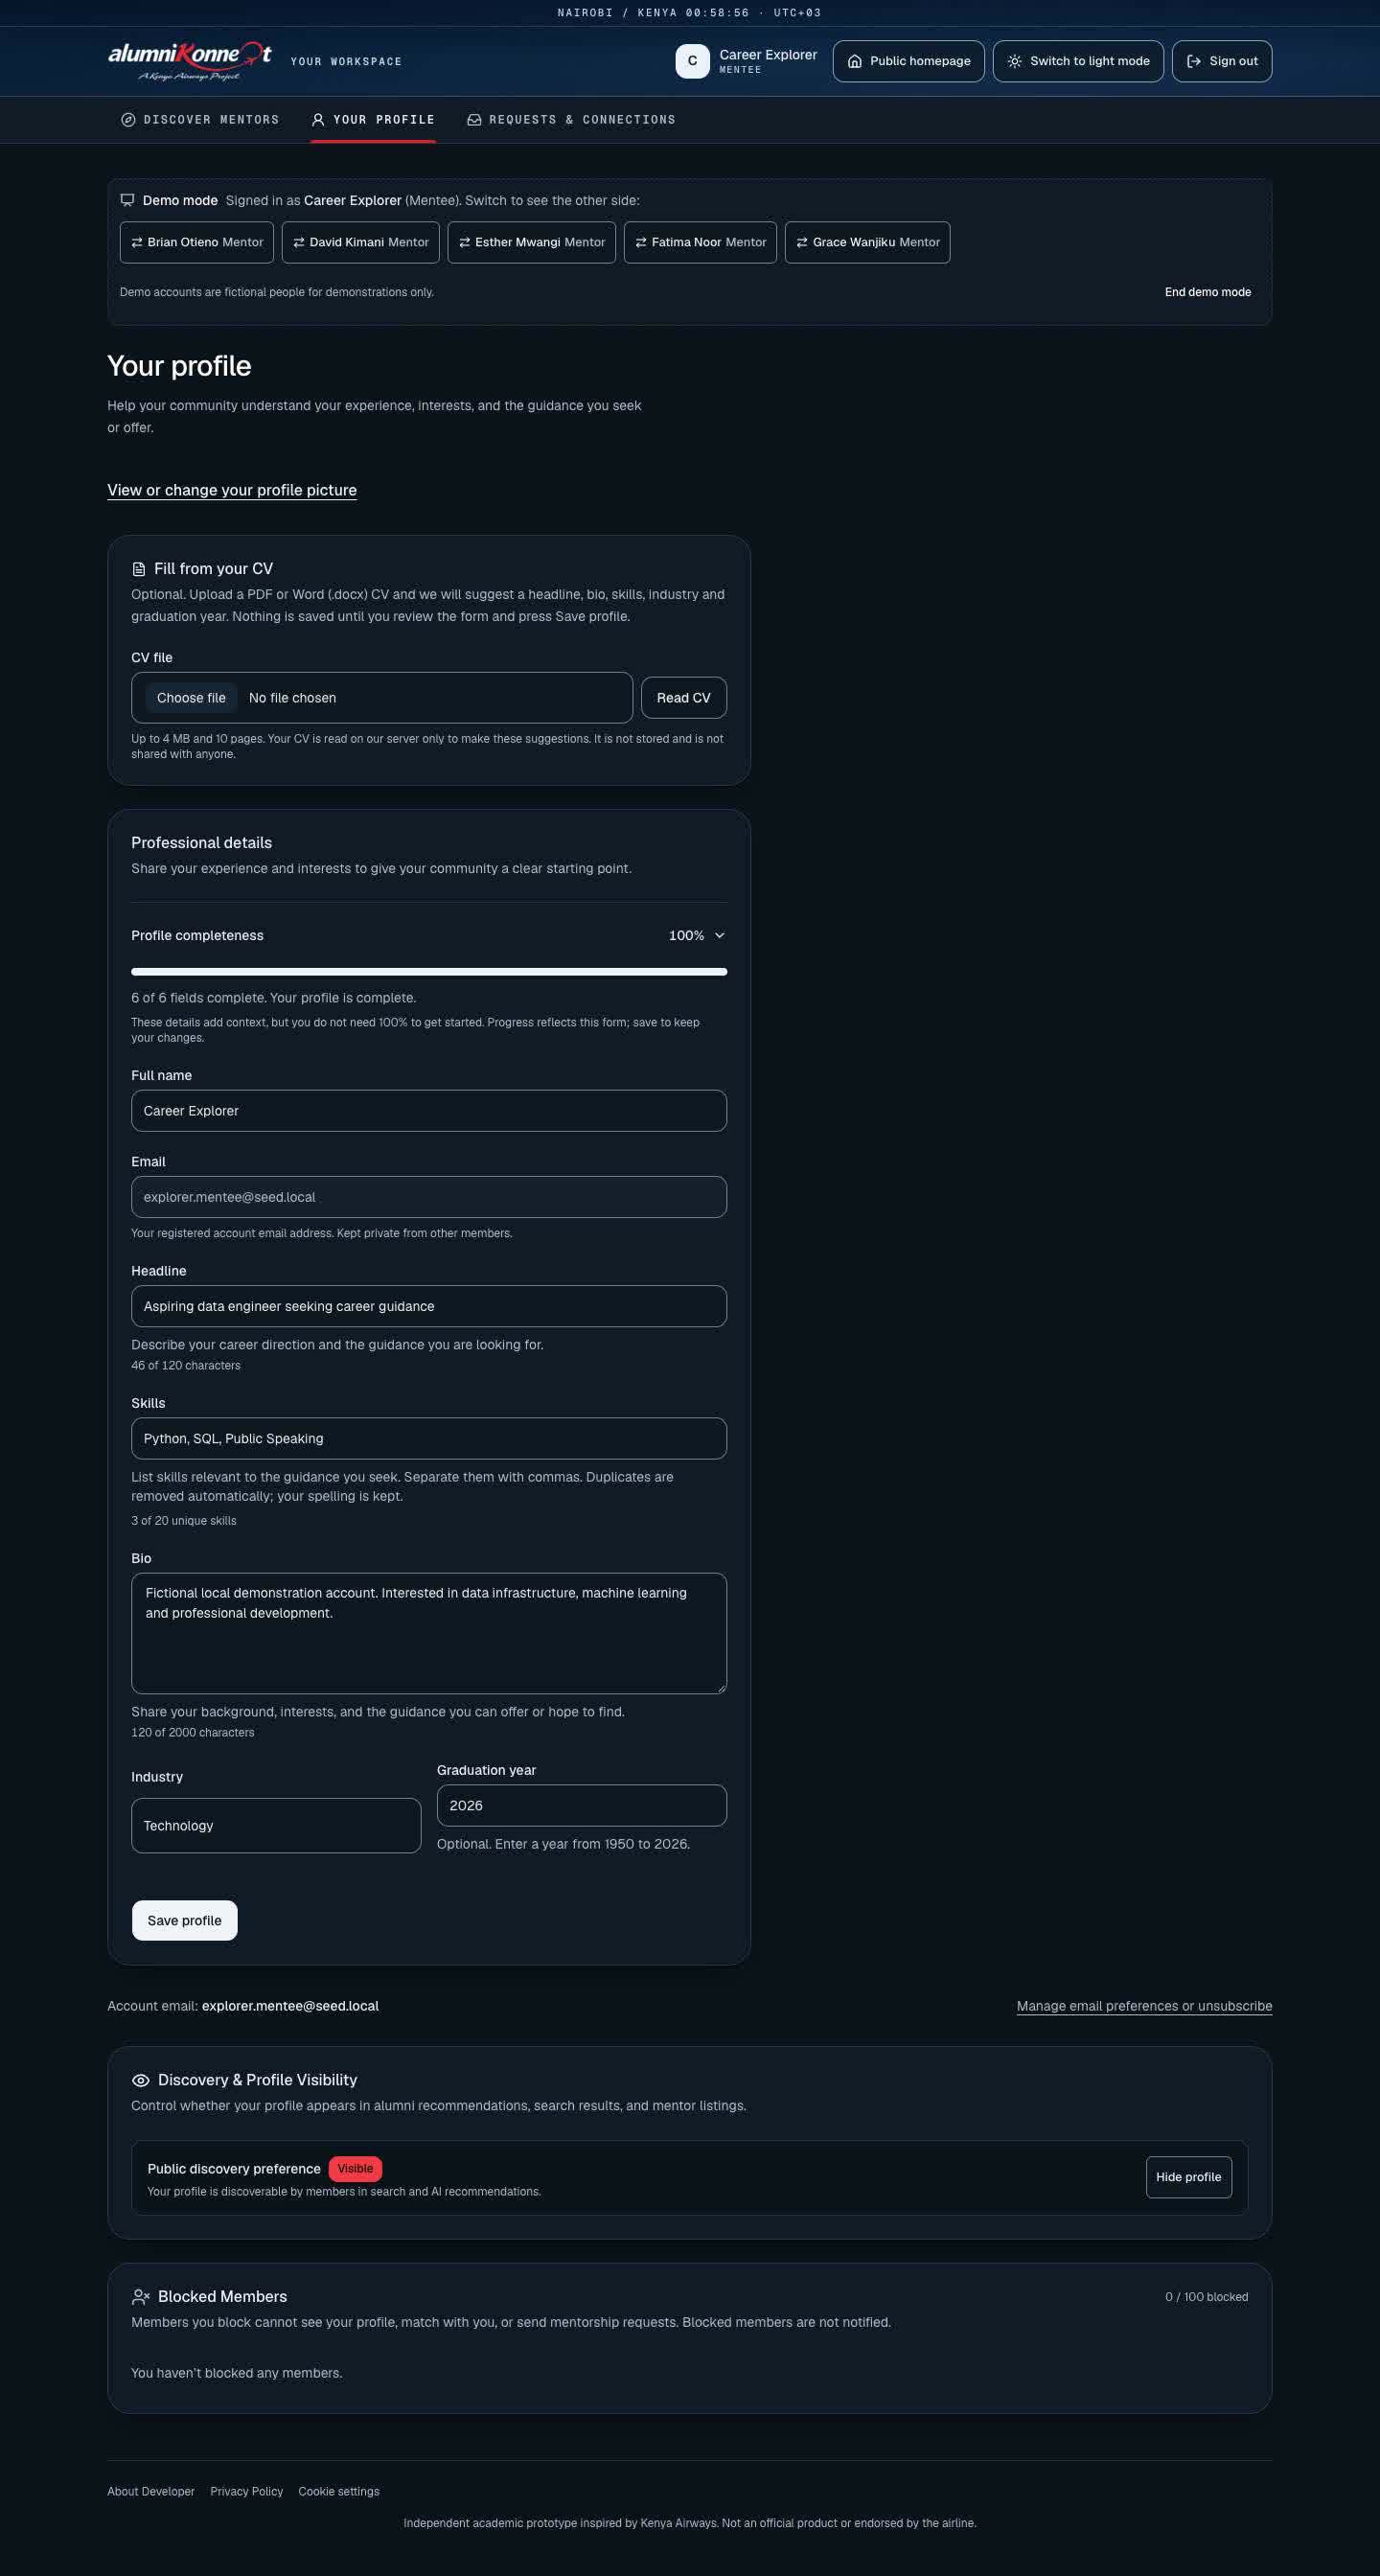 NAIROBI / KENYA 00:58:56 · UTC+03
alumniKonnect
A Kenya Airways Project
YOUR WORKSPACE
C
Career Explorer
MENTEE
Public homepage
Switch to light mode
Sign out
DISCOVER MENTORS
YOUR PROFILE
REQUESTS & CONNECTIONS
Demo mode Signed in as Career Explorer (Mentee). Switch to see the other side:
Brian Otieno Mentor
David Kimani Mentor
Esther Mwangi Mentor
Fatima Noor Mentor
Grace Wanjiku Mentor
Demo accounts are fictional people for demonstrations only.
End demo mode
Your profile
Help your community understand your experience, interests, and the guidance you seek
or offer.
View or change your profile picture
Fill from your CV
Optional. Upload a PDF or Word (.docx) CV and we will suggest a headline, bio, skills, industry and
graduation year. Nothing is saved until you review the form and press Save profile.
CV file
Choose file No file chosen
Read CV
Up to 4 MB and 10 pages. Your CV is read on our server only to make these suggestions. It is not stored and is not
shared with anyone.
Professional details
Share your experience and interests to give your community a clear starting point.
Profile completeness
100%
6 of 6 fields complete. Your profile is complete.
These details add context, but you do not need 100% to get started. Progress reflects this form; save to keep
your changes.
Full name
Career Explorer
Email
explorer.mentee@seed.local
Your registered account email address. Kept private from other members.
Headline
Aspiring data engineer seeking career guidance
Describe your career direction and the guidance you are looking for.
46 of 120 characters
Skills
Python, SQL, Public Speaking
List skills relevant to the guidance you seek. Separate them with commas. Duplicates are
removed automatically; your spelling is kept.
3 of 20 unique skills
Bio
Fictional local demonstration account. Interested in data infrastructure, machine learning
and professional development.
Share your background, interests, and the guidance you can offer or hope to find.
120 of 2000 characters
Industry
Technology
Graduation year
2026
Optional. Enter a year from 1950 to 2026.
Save profile
Account email: explorer.mentee@seed.local
Manage email preferences or unsubscribe
Discovery & Profile Visibility
Control whether your profile appears in alumni recommendations, search results, and mentor listings.
Public discovery preference
Visible
Your profile is discoverable by members in search and AI recommendations.
Hide profile
Blocked Members
0 / 100 blocked
Members you block cannot see your profile, match with you, or send mentorship requests. Blocked members are not notified.
You haven't blocked any members.
About Developer
Privacy Policy
Cookie settings
Independent academic prototype inspired by Kenya Airways. Not an official product or endorsed by the airline.